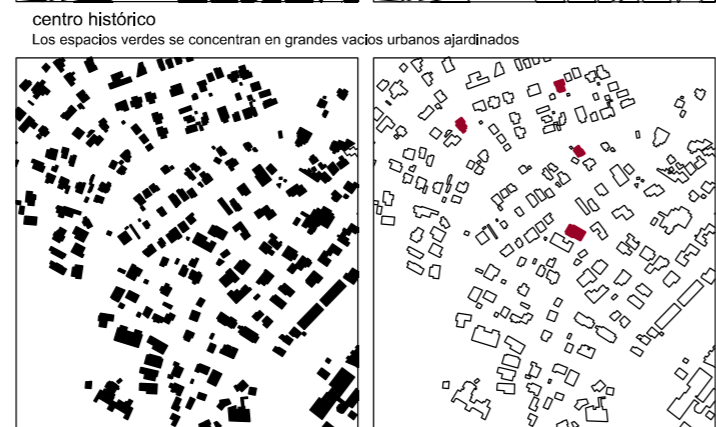 centro histórico
Los espacios verdes se concentran en grandes vacios urbanos ajardinados